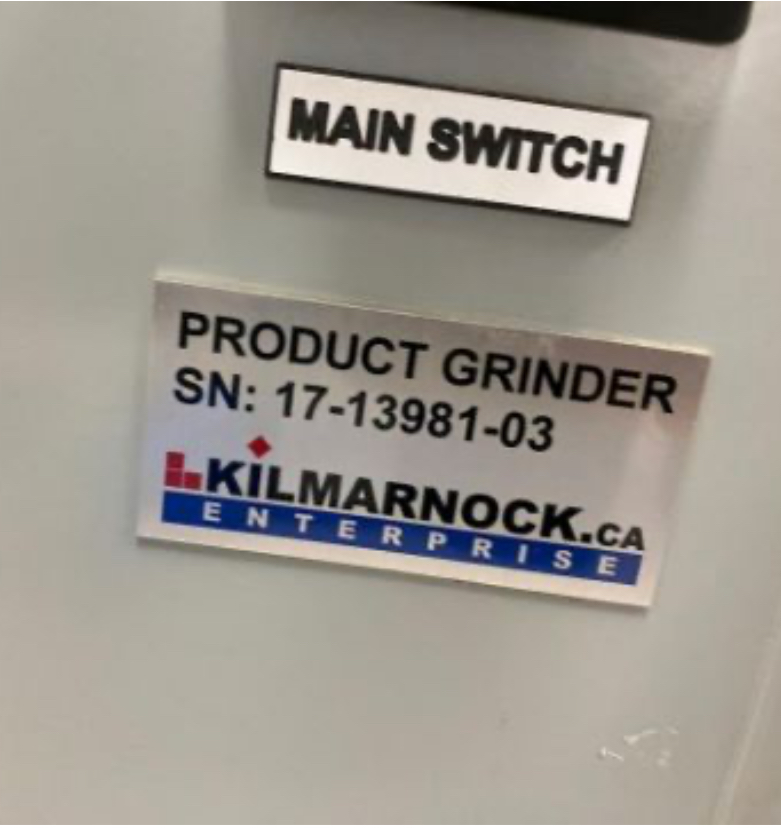 MAIN SWITCH
PRODUCT GRINDER
SN: 17-13981-03
KILMARNOCK.CA
ENTERPRISE